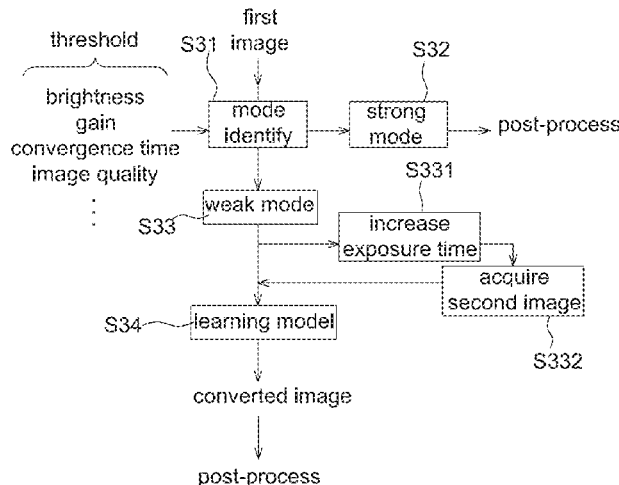 first
image
threshold
S31
S32
brightness
gain
convergence time
image quality
mode
identify
strong
mode
post-process
S331
weak mode
S33
increase
exposure time
acquire
second image
S34
learning model
S332
converted image
post-process